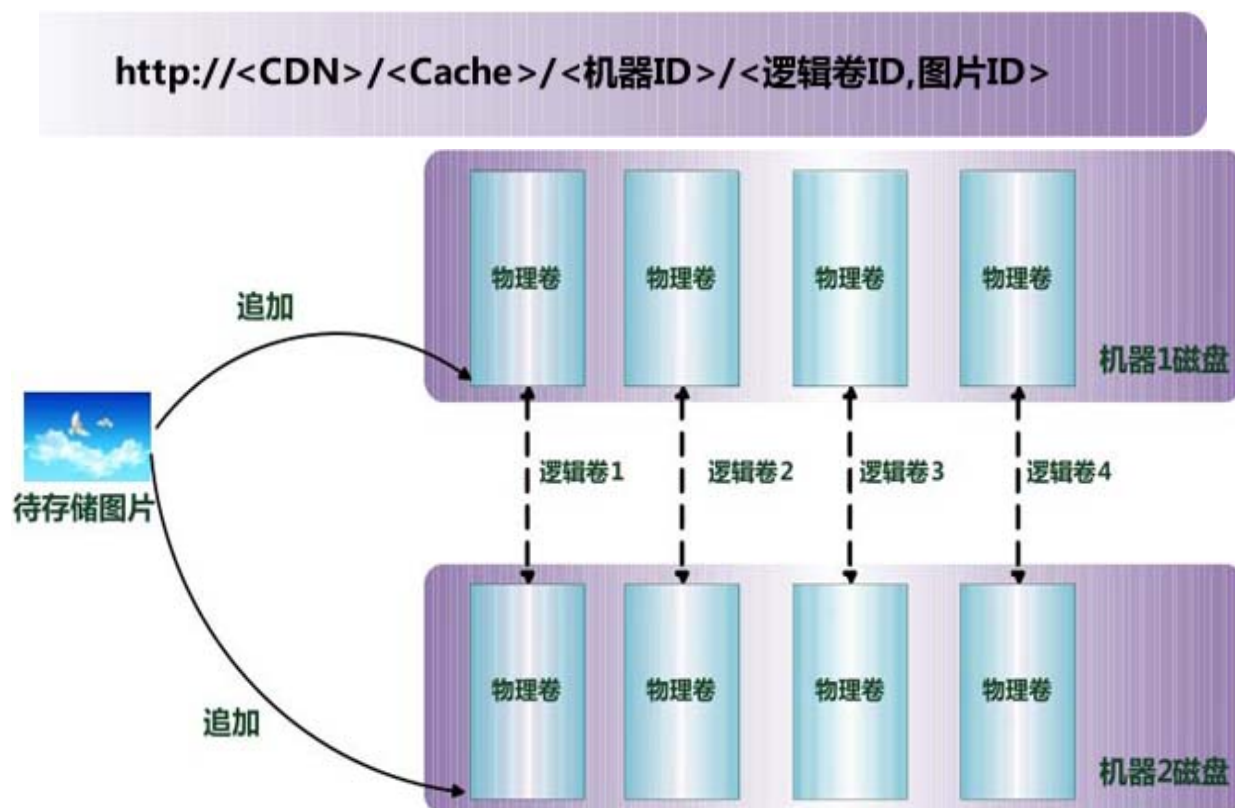 http://<CDN>/<Cache>/<机器ID>/<逻辑卷ID,图片ID>
物理卷
物理卷
物理卷
物理卷
追加
机器1磁盘
待存储图片
逻辑卷1
逻辑卷2
逻辑卷3
逻辑卷4
物理卷
物理卷
物理卷
物理卷
追加
机器2磁盘